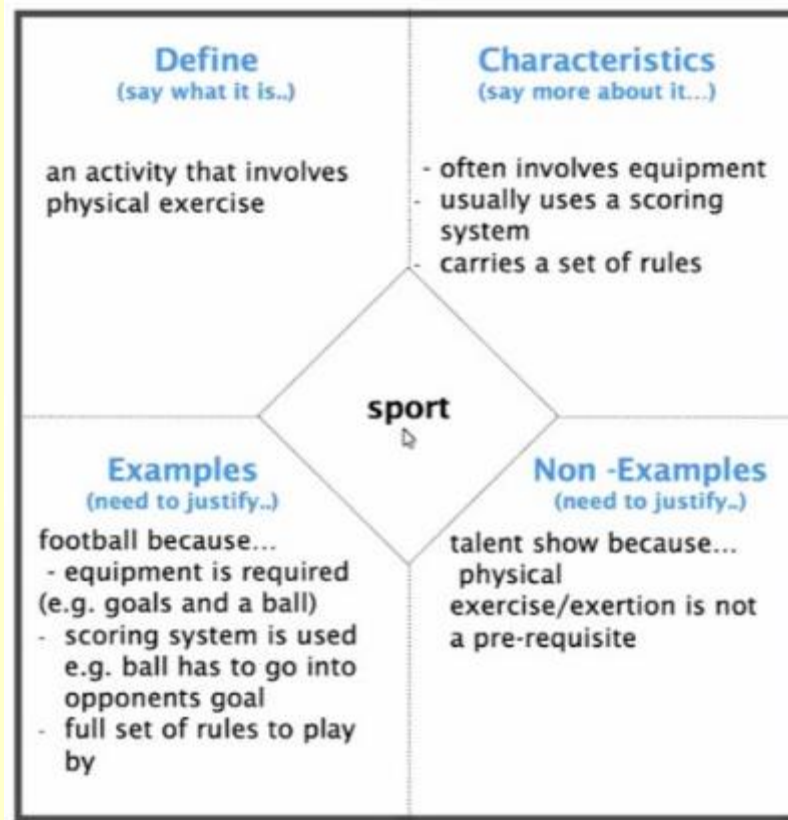 Define
(say what it is..)
an activity that involves
physical exercise
Characteristics
(say more about it...)
- often involves equipment
- usually uses a scoring
system
- carries a set of rules
sport
Examples
(need to justify..)
football because...
- equipment is required
(e.g. goals and a ball)
- scoring system is used
e.g. ball has to go into
opponents goal
- full set of rules to play
by
Non -Examples
(need to justify..)
talent show because...
physical
exercise/exertion is not
a pre-requisite